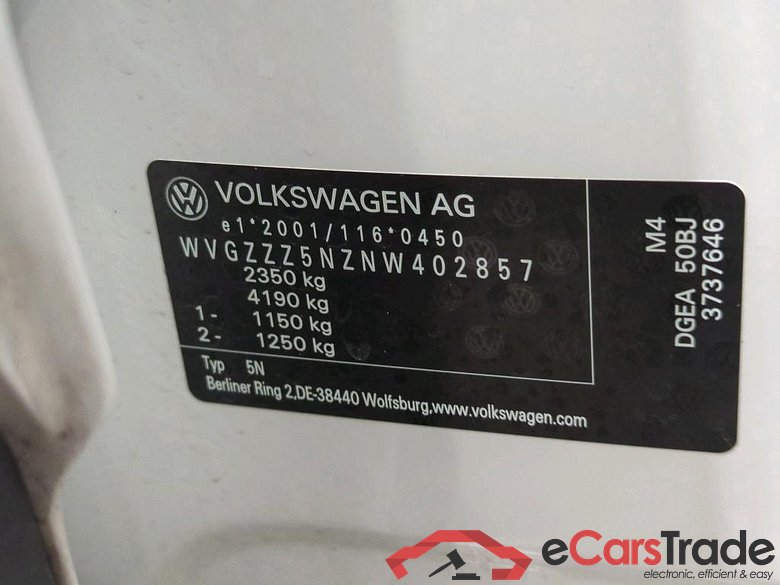 VOLKSWAGEN AG
e1*2001/116*0450
WVGZZZ5NZNW402857
2350 kg
4190 kg
1- 1150 kg
2- 1250 kg
Typ 5N
Berliner Ring 2,DE-38440 Wolfsburg,www.volkswagen.com
M4
DGEA 50BJ
3737646
eCarsTrade
electronic, efficient & easy